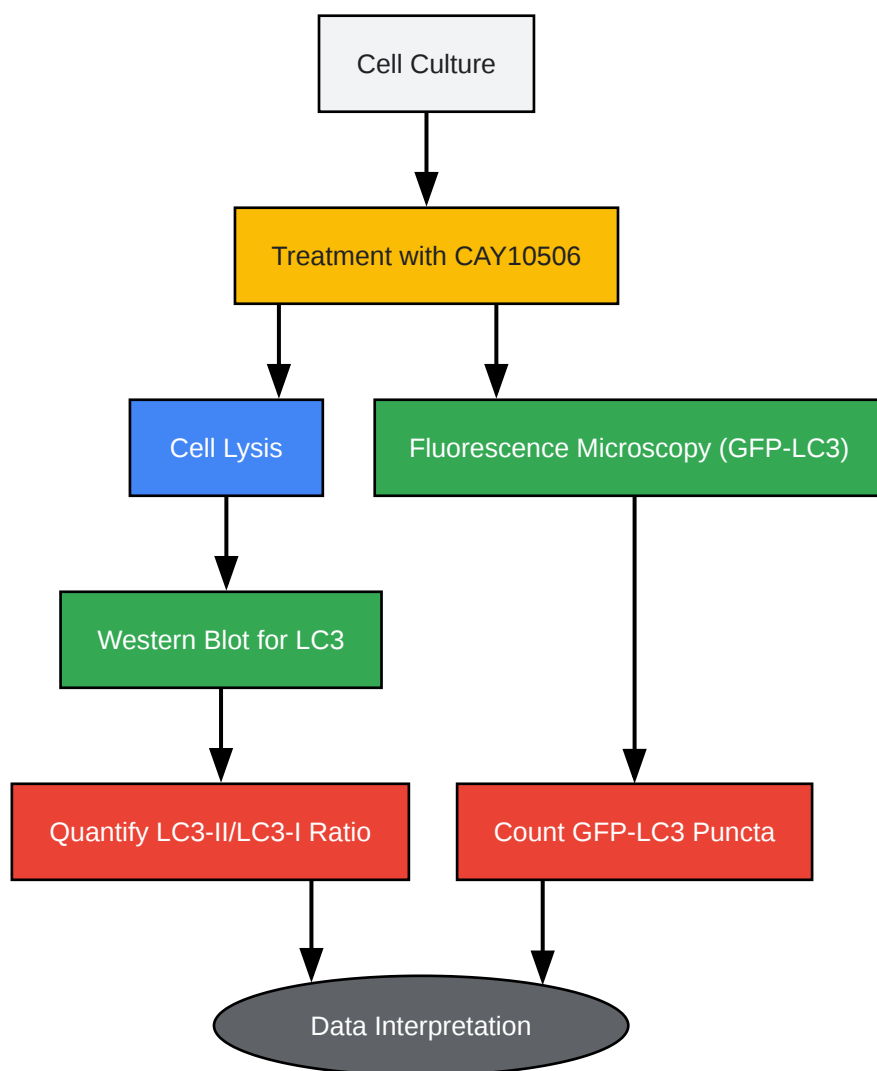 Cell Culture
Treatment with CAY10506
Cell Lysis
Fluorescence Microscopy (GFP-LC3)
Western Blot for LC3
Quantify LC3-II/LC3-I Ratio
Count GFP-LC3 Puncta
Data Interpretation